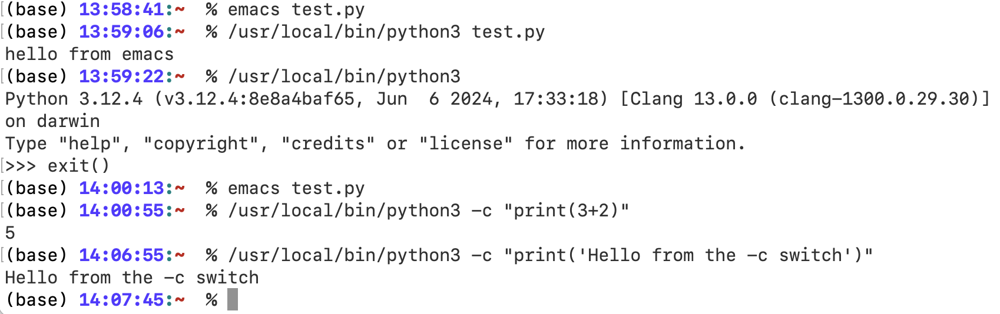 (base) 13:58:41:~  % emacs test.py
(base) 13:59:06:~  % /usr/local/bin/python3 test.py
hello from emacs
(base) 13:59:22:~  % /usr/local/bin/python3
Python 3.12.4 (v3.12.4:8e8a4baf65, Jun  6 2024, 17:33:18) [Clang 13.0.0 (clang-1300.0.29.30)]
on darwin
Type "help", "copyright", "credits" or "license" for more information.
>>> exit()
(base) 14:00:13:~  % emacs test.py
(base) 14:00:55:~  % /usr/local/bin/python3 -c "print(3+2)"
5
(base) 14:06:55:~  % /usr/local/bin/python3 -c "print('Hello from the -c switch')"
Hello from the -c switch
(base) 14:07:45:~  %